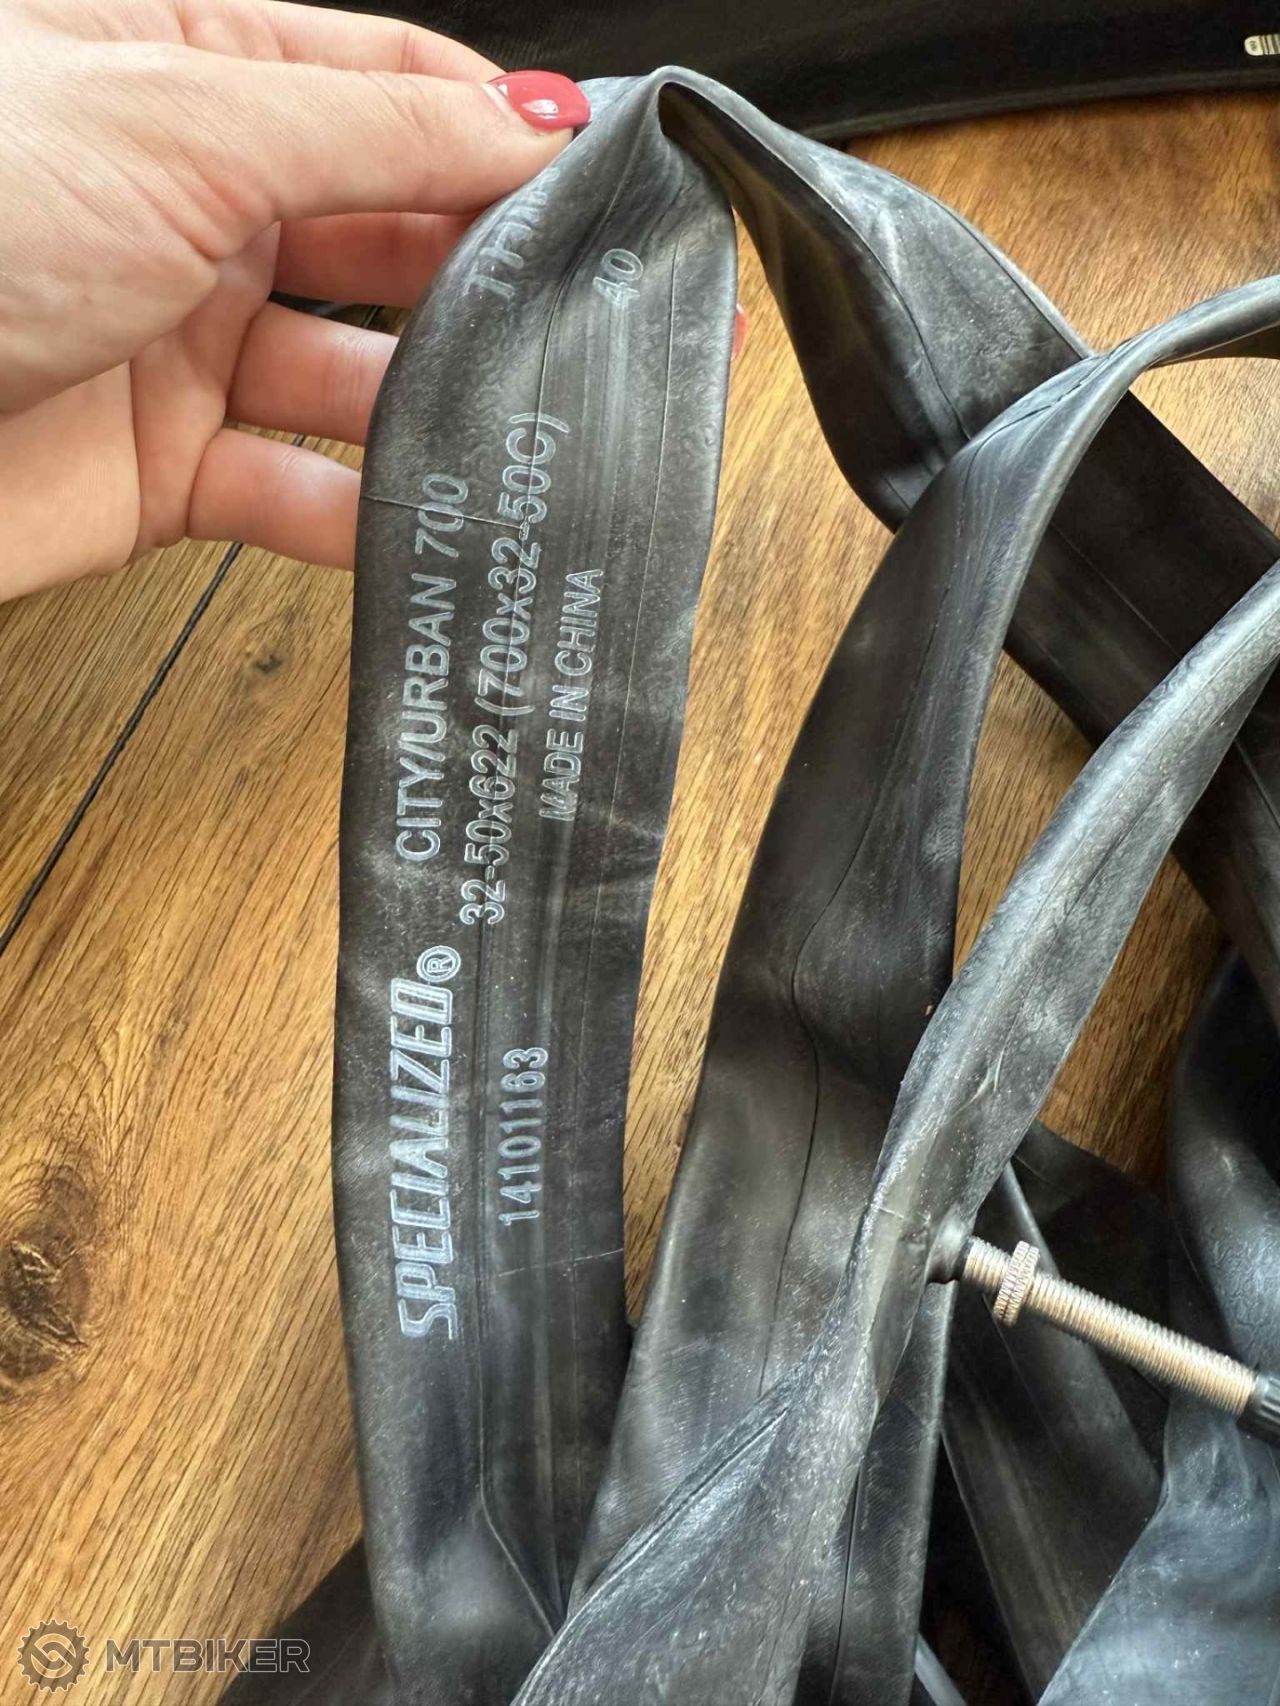 SPECIALIZED®
CITY/URBAN 700
32-50x622 (700x32-50C)
MADE IN CHINA
14101163
40
MTBIKER